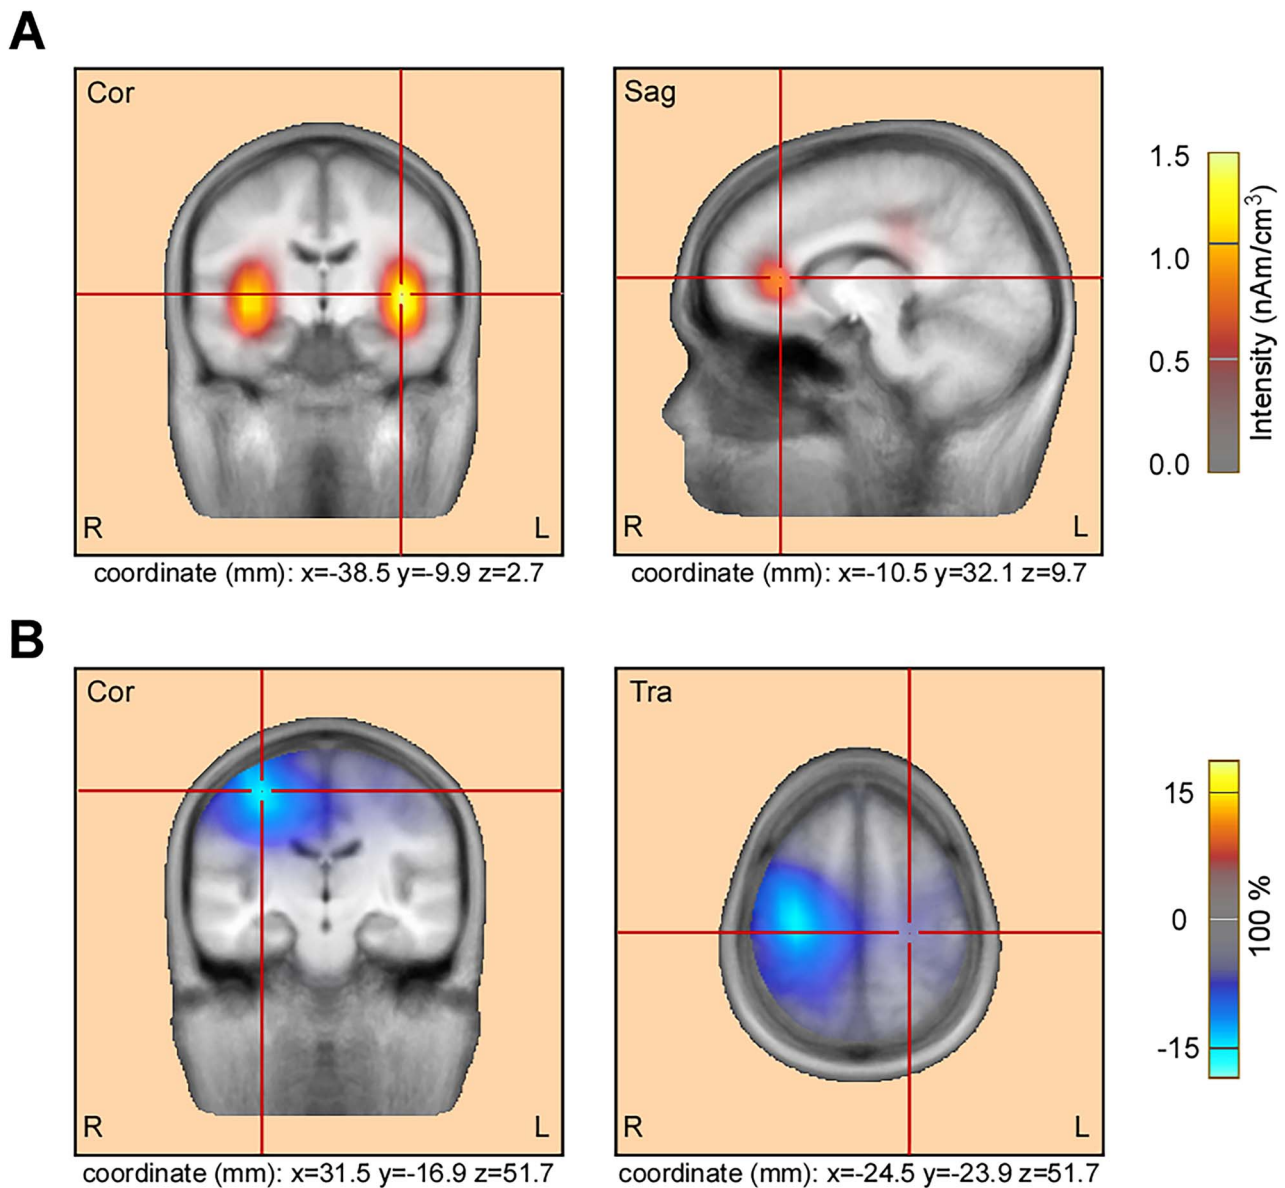 A
Cor
R
L
coordinate (mm): x=-38.5 y=-9.9 z=2.7
Sag
R
L
coordinate (mm): x=-10.5 y=32.1 z=9.7
1.5
1.0
0.5
0.0
Intensity (nAm/cm³)
B
Cor
R
L
coordinate (mm): x=31.5 y=-16.9 z=51.7
Tra
R
L
coordinate (mm): x=-24.5 y=-23.9 z=51.7
15
0
-15
100 %